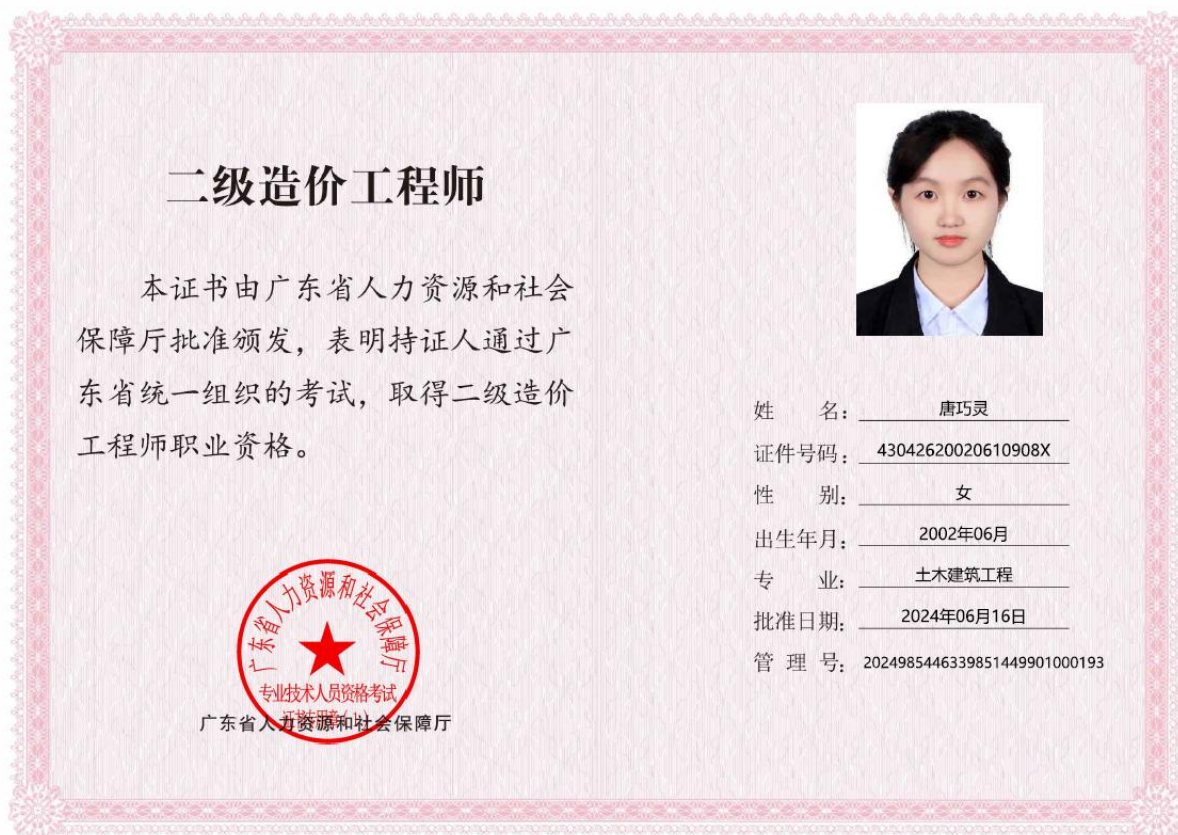 二级造价工程师
本证书由广东省人力资源和社会
保障厅批准颁发，表明持证人通过广
东省统一组织的考试，取得二级造价
工程师职业资格。
广东省人力资源和社会保障厅
专业技术人员资格考试
广东省人力资源和社会保障厅
姓 名：唐巧灵
证件号码：43042620020610908X
性 别：女
出生年月：2002年06月
专 业：土木建筑工程
批准日期：2024年06月16日
管 理 号：2024985446339851449901000193